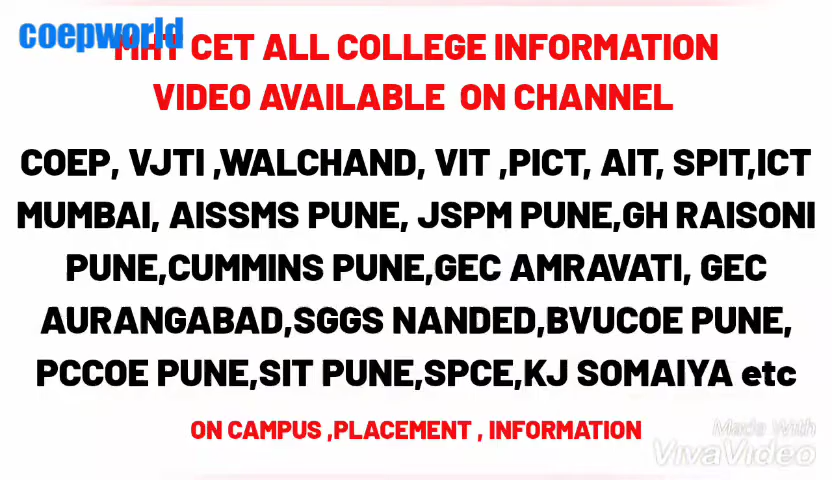 coepworld
MHT CET ALL COLLEGE INFORMATION
VIDEO AVAILABLE ON CHANNEL
COEP, VJTI ,WALCHAND, VIT ,PICT, AIT, SPIT,ICT
MUMBAI, AISSMS PUNE, JSPM PUNE,GH RAISONI
PUNE,CUMMINS PUNE,GEC AMRAVATI, GEC
AURANGABAD,SGGS NANDED,BVUCOE PUNE,
PCCOE PUNE,SIT PUNE,SPCE,KJ SOMAIYA etc
ON CAMPUS ,PLACEMENT , INFORMATION
Made With
VivaVideo